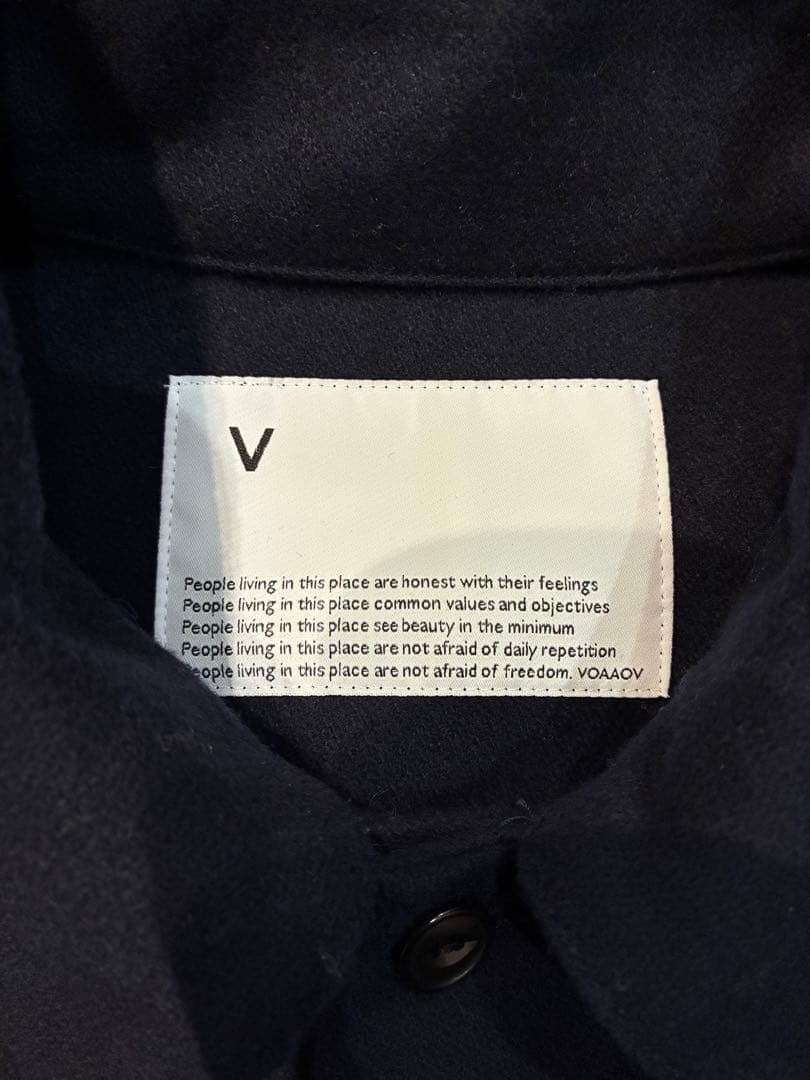 V
People living in this place are honest with their feelings
People living in this place common values and objectives
People living in this place see beauty in the minimum
People living in this place are not afraid of daily repetition
People living in this place are not afraid of freedom. VOAAOV